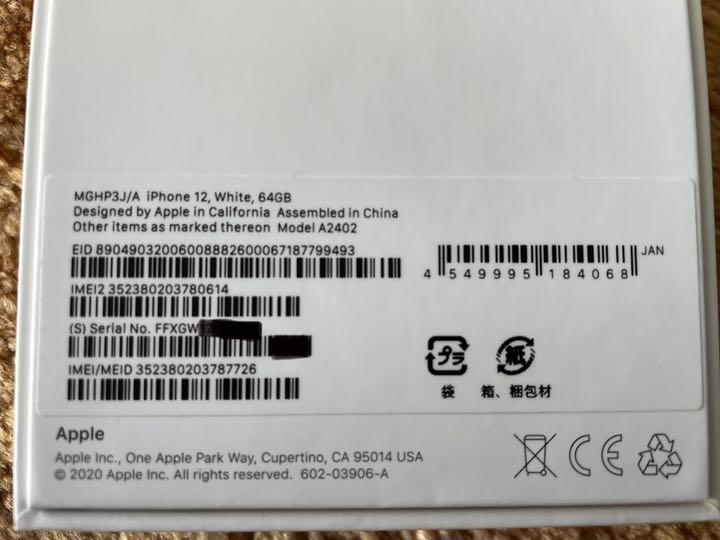 MGHP3J/A iPhone 12, White, 64GB
Designed by Apple in California Assembled in China
Other items as marked thereon Model A2402
EID 89049032006008882600067187799493
JAN
4 549995 184068
IMEI2 352380203780614
(S) Serial No. FFXGW12
IMEI/MEID 352380203787726
プラ
紙
袋
箱、梱包材
Apple
Apple Inc., One Apple Park Way, Cupertino, CA 95014 USA
© 2020 Apple Inc. All rights reserved. 602-03906-A
CE